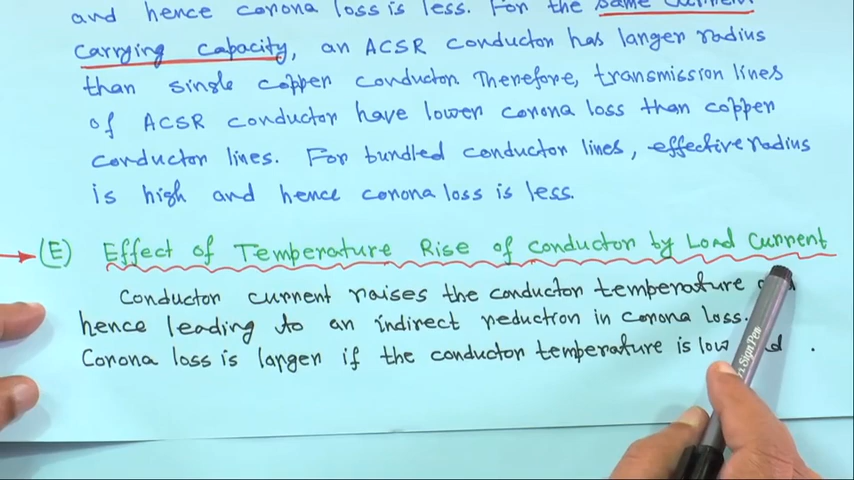 and hence corona loss is less. For the same current
carrying capacity, an ACSR conductor has larger radius
than single copper conductor. Therefore, transmission lines
of ACSR conductor have lower corona loss than copper
conductor lines. For bundled conductor lines, effective radius
is high and hence corona loss is less.
(E) Effect of Temperature Rise of conductor by Load Current
Conductor current raises the conductor temperature
hence leading to an indirect reduction in corona loss.
Corona loss is larger if the conductor temperature is low
Sign Pen